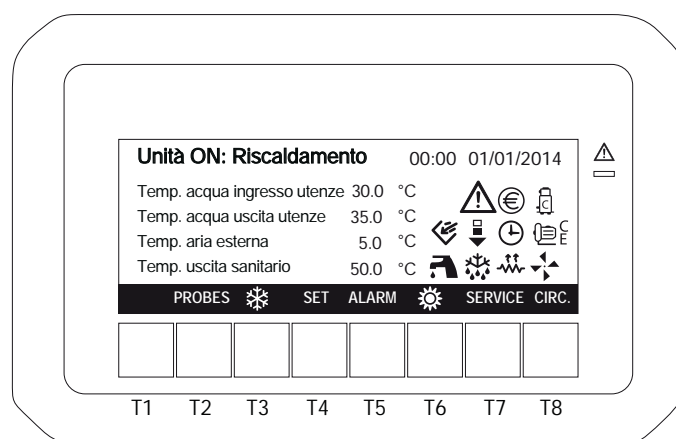 Unità ON: Riscaldamento 00:00 01/01/2014
Temp. acqua ingresso utenze 30.0 °C
Temp. acqua uscita utenze 35.0 °C
Temp. aria esterna 5.0 °C
Temp. uscita sanitario 50.0 °C
C
C
E
PROBES SET ALARM SERVICE CIRC.
T1 T2 T3 T4 T5 T6 T7 T8